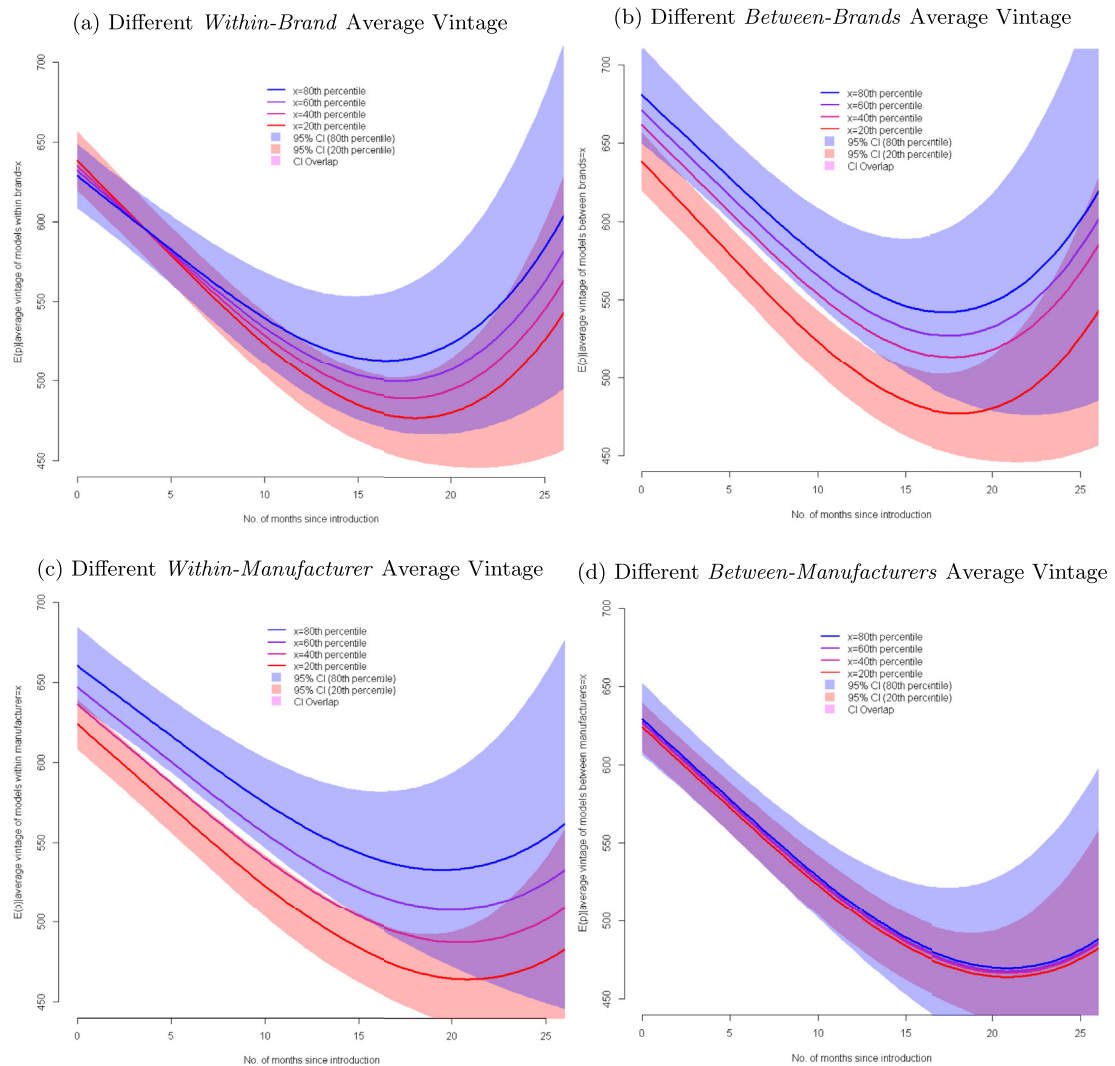 (a) Different Within-Brand Average Vintage
700
650
600
550
500
450
E(p)|average vintage of models within brand=x
x=80th percentile
x=60th percentile
x=40th percentile
x=20th percentile
95% CI (80th percentile)
95% CI (20th percentile)
CI Overlap
0 5 10 15 20 25
No. of months since introduction
(b) Different Between-Brands Average Vintage
700
650
600
550
500
450
E(p)|average vintage of models between brands=x
x=80th percentile
x=60th percentile
x=40th percentile
x=20th percentile
95% CI (80th percentile)
95% CI (20th percentile)
CI Overlap
0 5 10 15 20 25
No. of months since introduction
(c) Different Within-Manufacturer Average Vintage
700
650
600
550
500
450
E(p)|average vintage of models within manufacturer=x
x=80th percentile
x=60th percentile
x=40th percentile
x=20th percentile
95% CI (80th percentile)
95% CI (20th percentile)
CI Overlap
0 5 10 15 20 25
No. of months since introduction
(d) Different Between-Manufacturers Average Vintage
700
650
600
550
500
450
E(p)|average vintage of models between manufacturers=x
x=80th percentile
x=60th percentile
x=40th percentile
x=20th percentile
95% CI (80th percentile)
95% CI (20th percentile)
CI Overlap
0 5 10 15 20 25
No. of months since introduction